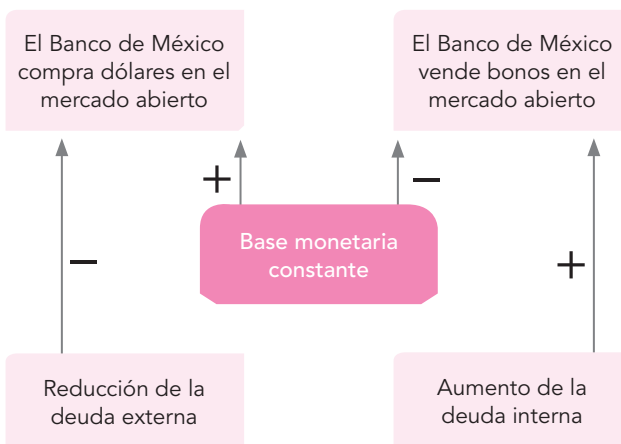 El Banco de México
compra dólares en el
mercado abierto
El Banco de México
vende bonos en el
mercado abierto
+
−
−
+
Base monetaria
constante
Reducción de la
deuda externa
Aumento de la
deuda interna